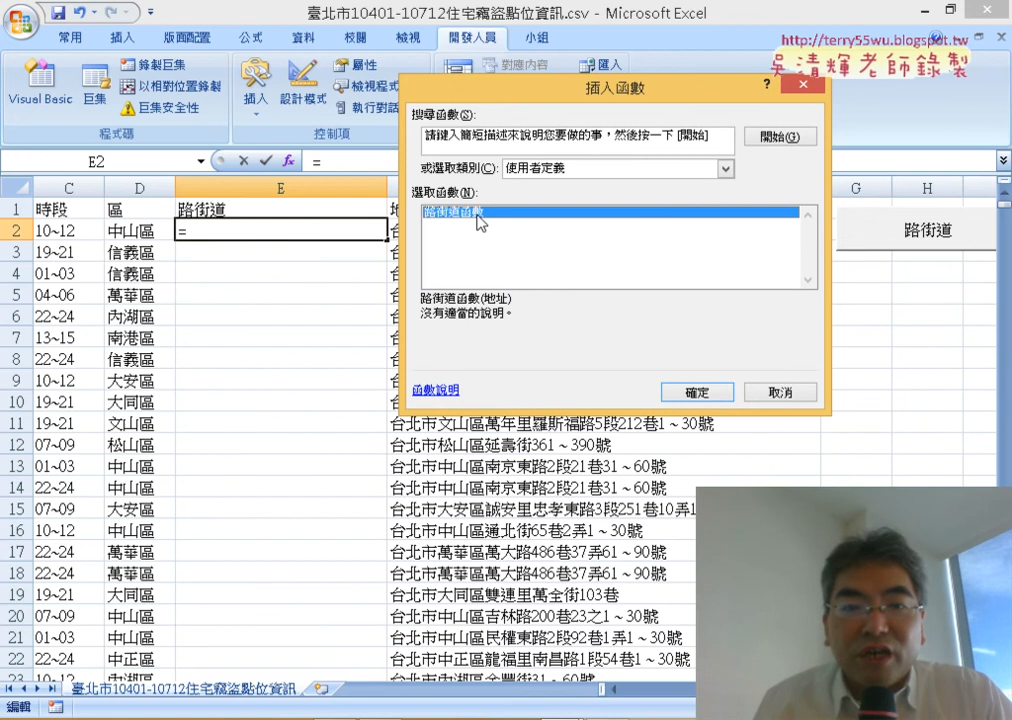 臺北市10401-10712住宅竊盜點位資訊.csv - Microsoft Excel
常用 插入 版面配置 公式 資料 校閱 檢視 開發人員 小組
http://terry55wu.blogspot.tw
吳清輝老師錄製
Visual Basic 巨集 錄製巨集 以相對位置錄製 巨集安全性
插入 設計模式 屬性 檢視程式 執行對話
對應內容 匯入
程式碼 控制項
E2 =
插入函數
搜尋函數(S):
請鍵入簡短描述來說明您要做的事，然後按一下 [開始]
開始(G)
或選取類別(C): 使用者定義
選取函數(N):
路街道函數
路街道函數(地址)
沒有適當的說明。
函數說明 確定 取消
C D E G H
1 時段 區 路街道
2 10~12 中山區 = 路街道
3 19~21 信義區
4 01~03 信義區
5 04~06 萬華區
6 22~24 內湖區
7 13~15 南港區
8 22~24 信義區
9 10~12 大安區
10 19~21 大同區
11 19~21 文山區 台北市文山區萬年里羅斯福路5段212巷1～30號
12 07~09 松山區 台北市松山區延壽街361～390號
13 01~03 中山區 台北市中山區南京東路2段21巷31～60號
14 22~24 中山區 台北市中山區南京東路2段21巷31～60號
15 07~09 大安區 台北市大安區誠安里忠孝東路3段251巷10弄1
16 10~12 中山區 台北市中山區通北街65巷2弄1～30號
17 22~24 萬華區 台北市萬華區萬大路486巷37弄61～90號
18 22~24 萬華區 台北市萬華區萬大路486巷37弄61～90號
19 19~21 大同區 台北市大同區雙連里萬全街103巷
20 07~09 中山區 台北市中山區吉林路200巷23之1～30號
21 01~03 中山區 台北市中山區民權東路2段92巷1弄1～30號
22 22~24 中正區 台北市中正區龍福里南昌路1段54巷1～30號
臺北市10401-10712住宅竊盜點位資訊
編輯